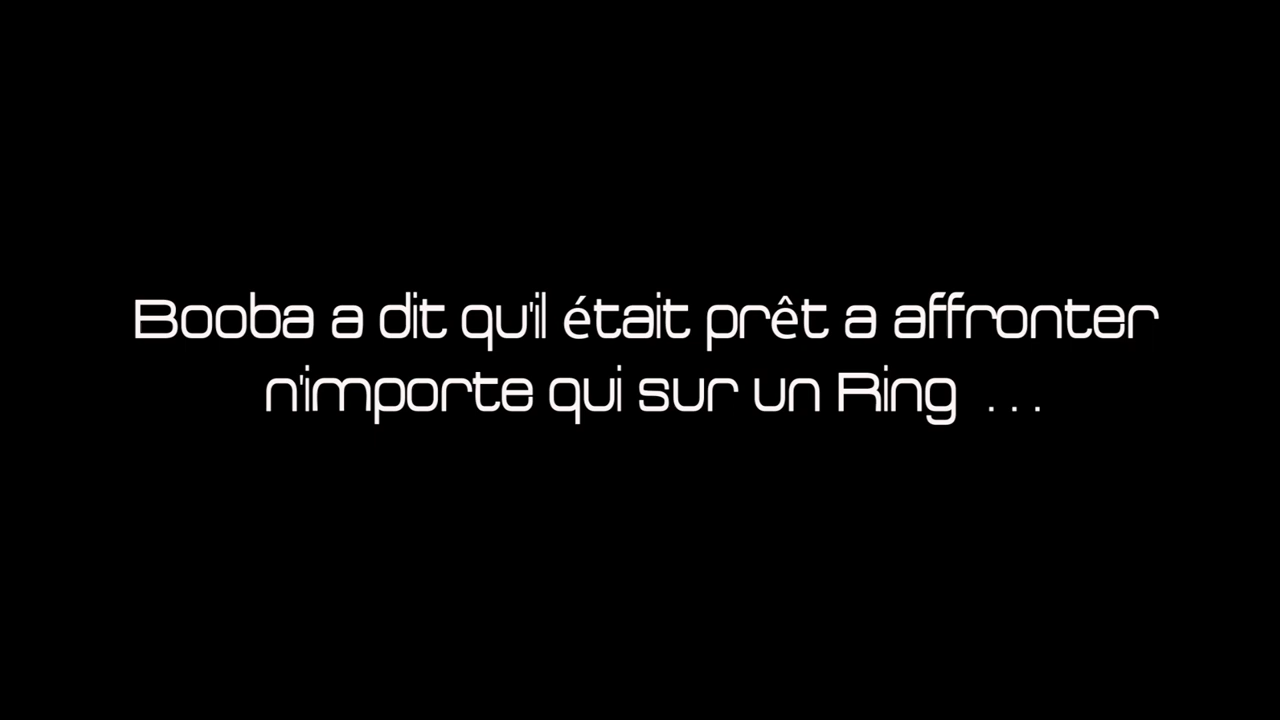 Booba a dit qu'il était prêt a affronter
n'importe qui sur un Ring ...